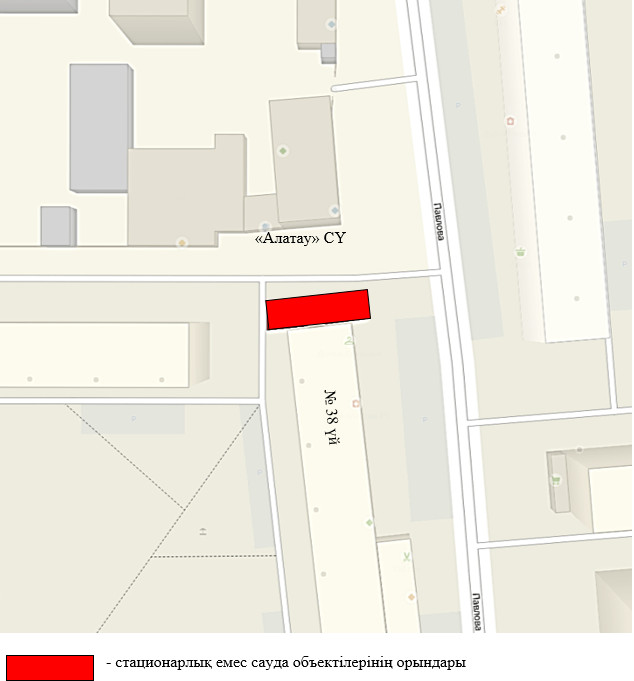 Павлова
«Алатау» СҮ
№ 38 үй
Павлова
- стационарлық емес сауда объектілерінің орындары